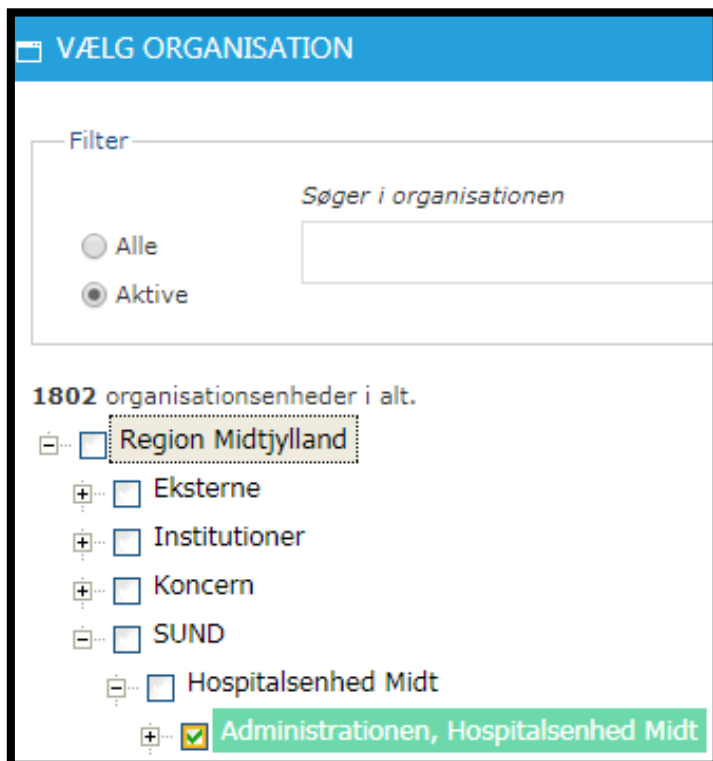 VÆLG ORGANISATION
Filter
Søger i organisationen
Alle
Aktive
1802 organisationsenheder i alt.
Region Midtjylland
Eksterne
Institutioner
Koncern
SUND
Hospitalsenhed Midt
Administrationen, Hospitalsenhed Midt